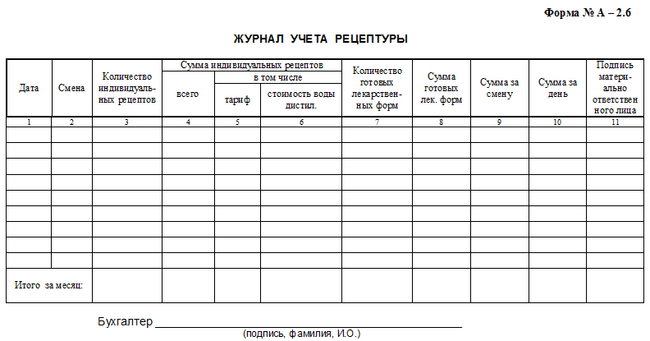 Форма № А – 2.6
ЖУРНАЛ УЧЕТА РЕЦЕПТУРЫ
Дата
Смена
Количество
индивидуаль-
ных рецептов
Сумма индивидуальных рецептов
всего
в том числе
тариф
стоимость воды
дистил.
Количество
готовых
лекарствен-
ных форм
Сумма
готовых
лек. форм
Сумма за
смену
Сумма за
день
Подпись
матери-
ально
ответствен
ного лица
1 2 3 4 5 6 7 8 9 10 11
Итого за месяц:
Бухгалтер
(подпись, фамилия, И.О.)